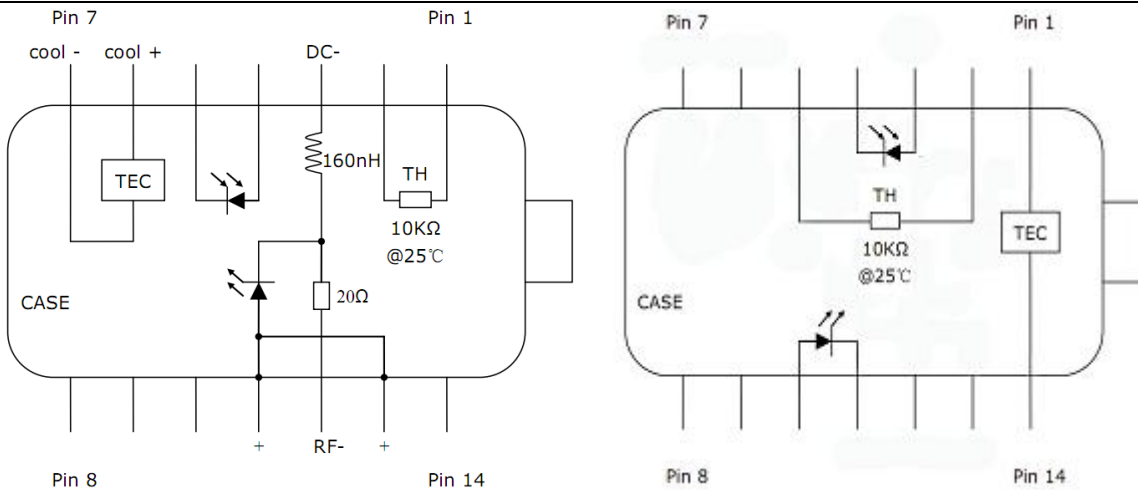 Pin 7
Pin 1
cool -
cool +
DC-
160nH
TEC
TH
10KΩ
@25℃
20Ω
CASE
+
RF-
+
Pin 8
Pin 14
Pin 7
Pin 1
TH
10KΩ
@25℃
TEC
CASE
Pin 8
Pin 14